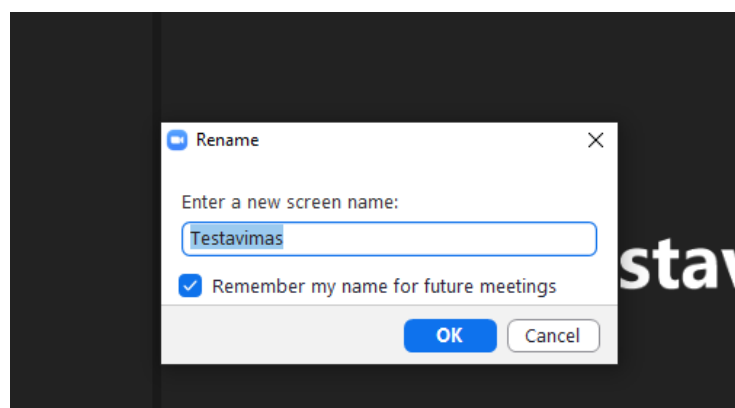 Rename
Enter a new screen name:
Testavimas
Remember my name for future meetings
OK
Cancel